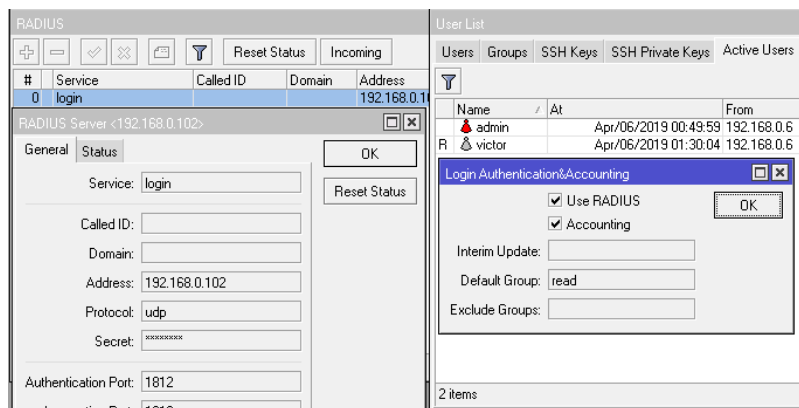 RADIUS
Reset Status
Incoming
# Service Called ID Domain Address
0 login 192.168.0.10
RADIUS Server <192.168.0.102>
General Status
OK
Reset Status
Service: login
Called ID:
Domain:
Address: 192.168.0.102
Protocol: udp
Secret: ********
Authentication Port: 1812
User List
Users Groups SSH Keys SSH Private Keys Active Users
Name At From
admin Apr/06/2019 00:49:59 192.168.0.6
R victor Apr/06/2019 01:30:04 192.168.0.6
Login Authentication&Accounting
Use RADIUS
OK
Accounting
Interim Update:
Default Group: read
Exclude Groups:
2 items